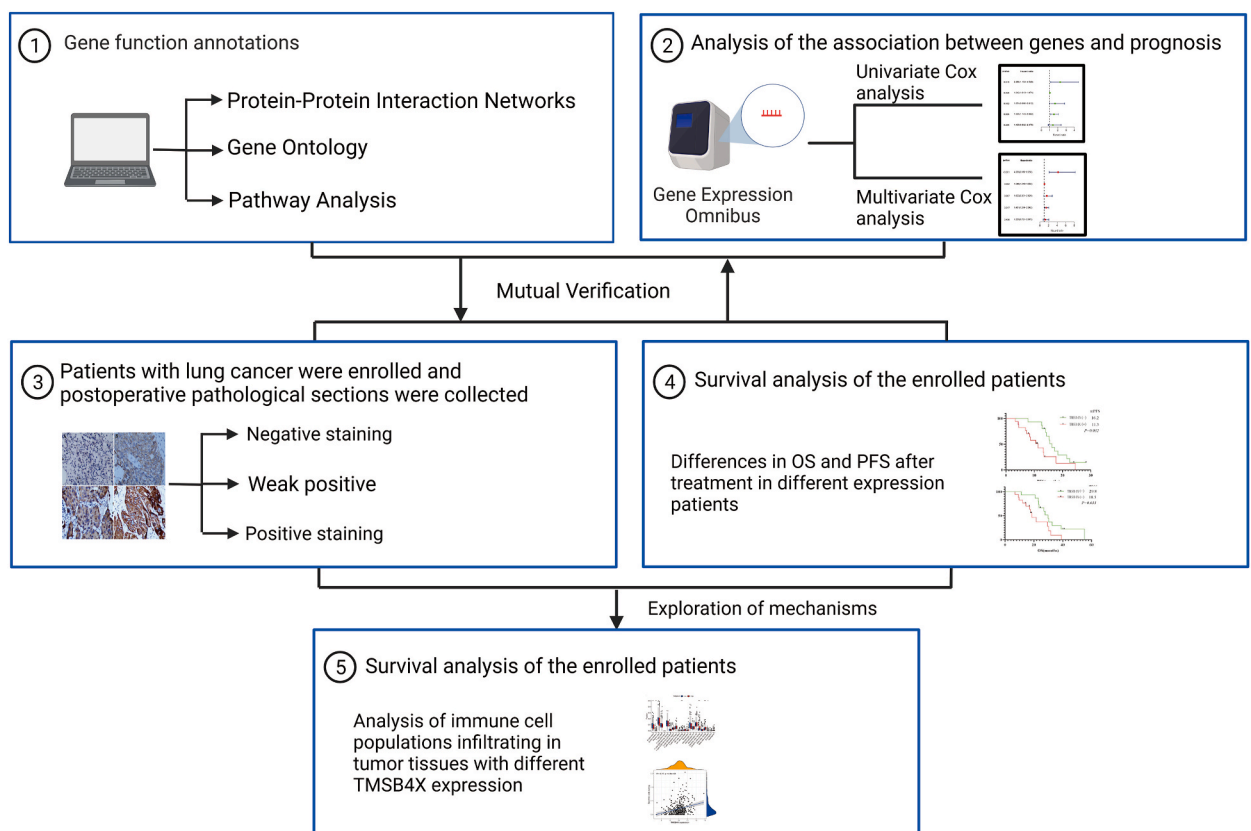 1 Gene function annotations
Protein-Protein Interaction Networks
Gene Ontology
Pathway Analysis
2 Analysis of the association between genes and prognosis
Univariate Cox
analysis
Gene Expression
Omnibus
Multivariate Cox
analysis
Mutual Verification
3 Patients with lung cancer were enrolled and
postoperative pathological sections were collected
Negative staining
Weak positive
Positive staining
4 Survival analysis of the enrolled patients
Differences in OS and PFS after
treatment in different expression
patients
Exploration of mechanisms
5 Survival analysis of the enrolled patients
Analysis of immune cell
populations infiltrating in
tumor tissues with different
TMSB4X expression